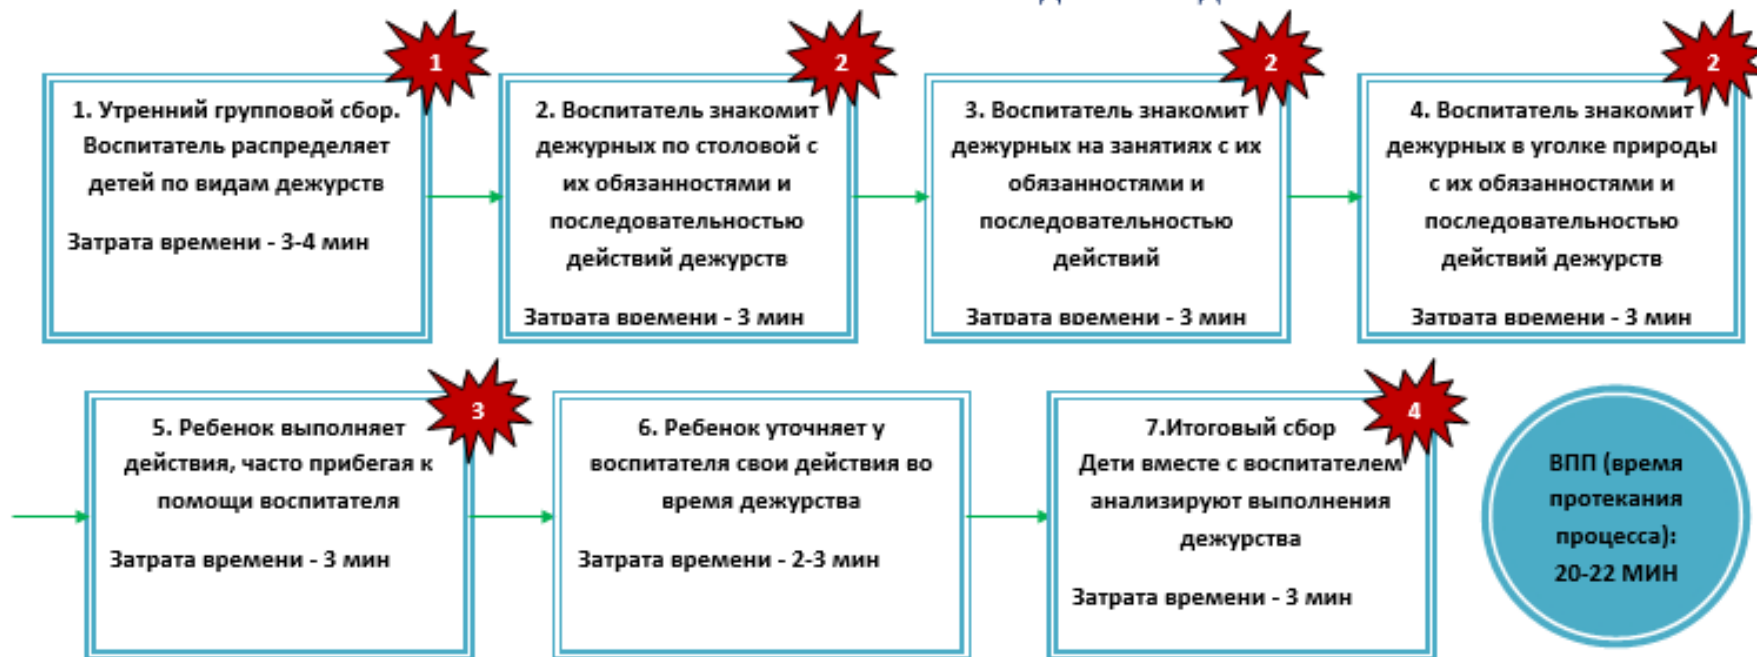 1
2
2
2
1. Утренний групповой сбор.
Воспитатель распределяет
детей по видам дежурств
Затрата времени - 3-4 мин
2. Воспитатель знакомит
дежурных по столовой с
их обязанностями и
последовательностью
действий дежурств
Затрата времени - 3 мин
3. Воспитатель знакомит
дежурных на занятиях с их
обязанностями и
последовательностью
действий
Затрата времени - 3 мин
4. Воспитатель знакомит
дежурных в уголке природы
с их обязанностями и
последовательностью
действий дежурств
Затрата времени - 3 мин
3
4
5. Ребенок выполняет
действия, часто прибегая к
помощи воспитателя
Затрата времени - 3 мин
6. Ребенок уточняет у
воспитателя свои действия во
время дежурства
Затрата времени - 2-3 мин
7.Итоговый сбор
Дети вместе с воспитателем
анализируют выполнения
дежурства
Затрата времени - 3 мин
ВПП (время
протекания
процесса):
20-22 МИН